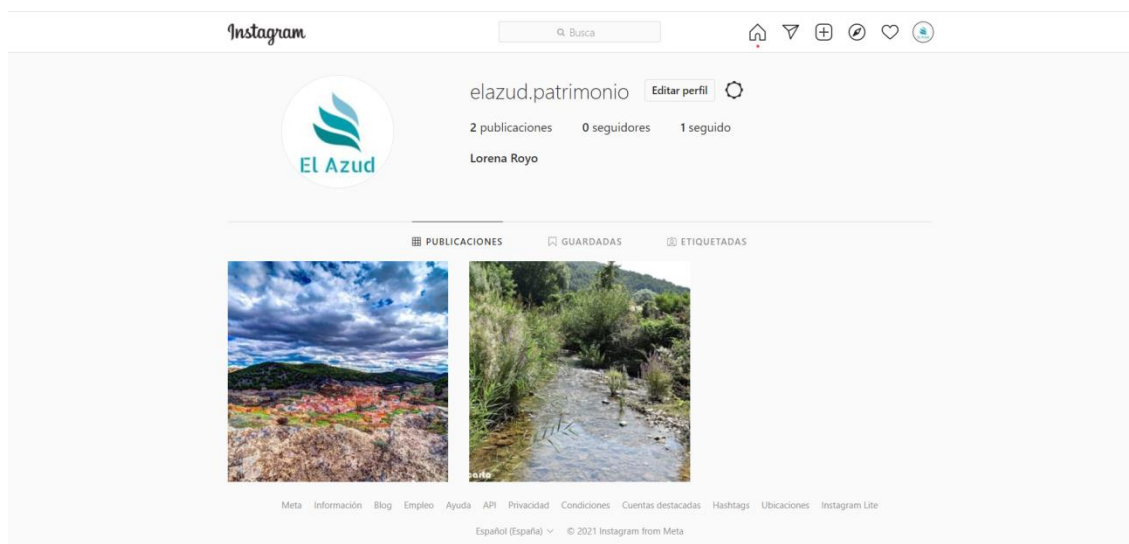 Instagram
Busca
elazud.patrimonio Editar perfil
2 publicaciones 0 seguidores 1 seguido
Lorena Royo
El Azud
PUBLICACIONES GUARDADAS ETIQUETADAS
Meta Información Blog Empleo Ayuda API Privacidad Condiciones Cuentas destacadas Hashtags Ubicaciones Instagram Lite
Español (España) © 2021 Instagram from Meta